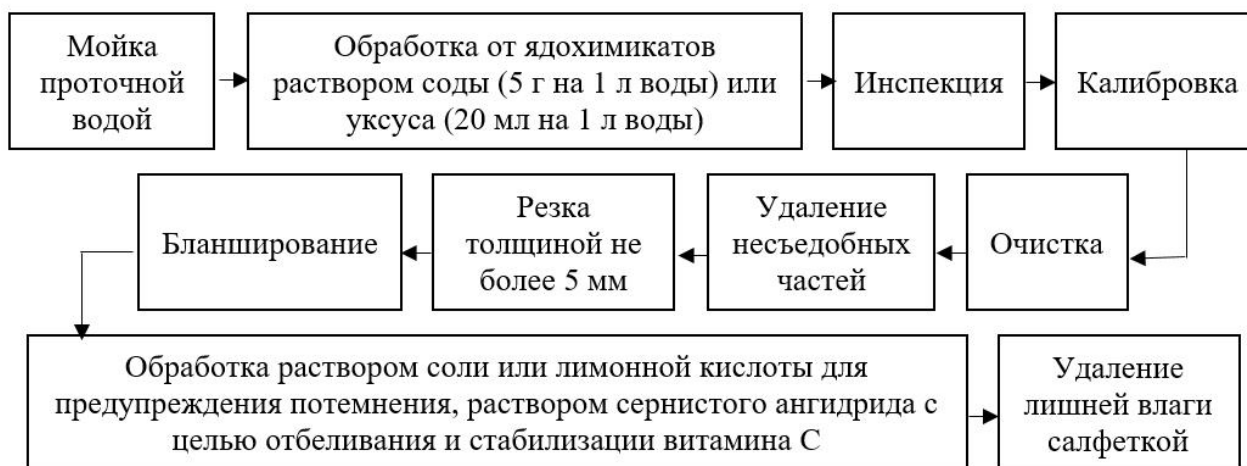 Мойка
проточной
водой
Обработка от ядохимикатов
раствором соды (5 г на 1 л воды) или
уксуса (20 мл на 1 л воды)
Инспекция
Калибровка
Очистка
Удаление
несъедобных
частей
Резка
толщиной не
более 5 мм
Бланширование
Обработка раствором соли или лимонной кислоты для
предупреждения потемнения, раствором сернистого ангидрида с
целью отбеливания и стабилизации витамина С
Удаление
лишней влаги
салфеткой